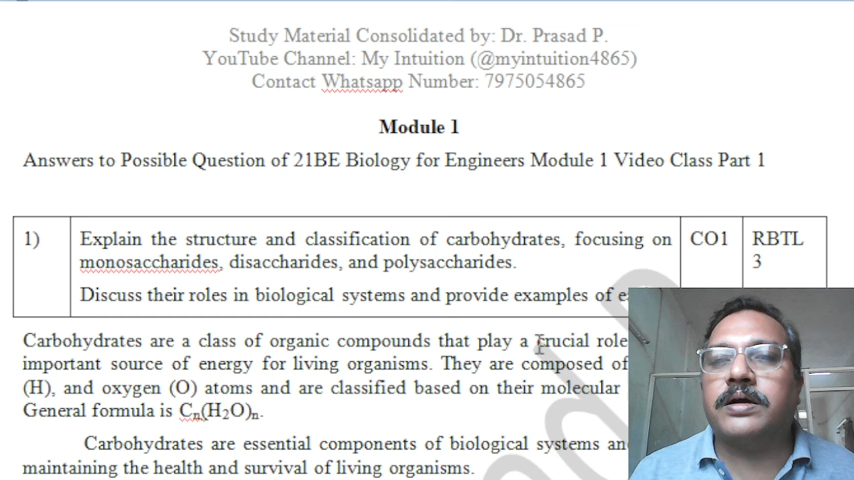 Study Material Consolidated by: Dr. Prasad P.
YouTube Channel: My Intuition (@myintuition4865)
Contact Whatsapp Number: 7975054865
Module 1
Answers to Possible Question of 21BE Biology for Engineers Module 1 Video Class Part 1
1) Explain the structure and classification of carbohydrates, focusing on CO1 RBTL
monosaccharides, disaccharides, and polysaccharides. 3
Discuss their roles in biological systems and provide examples of
Carbohydrates are a class of organic compounds that play a crucial role
important source of energy for living organisms. They are composed of
(H), and oxygen (O) atoms and are classified based on their molecular
General formula is Cn(H2O)n.
Carbohydrates are essential components of biological systems
maintaining the health and survival of living organisms.